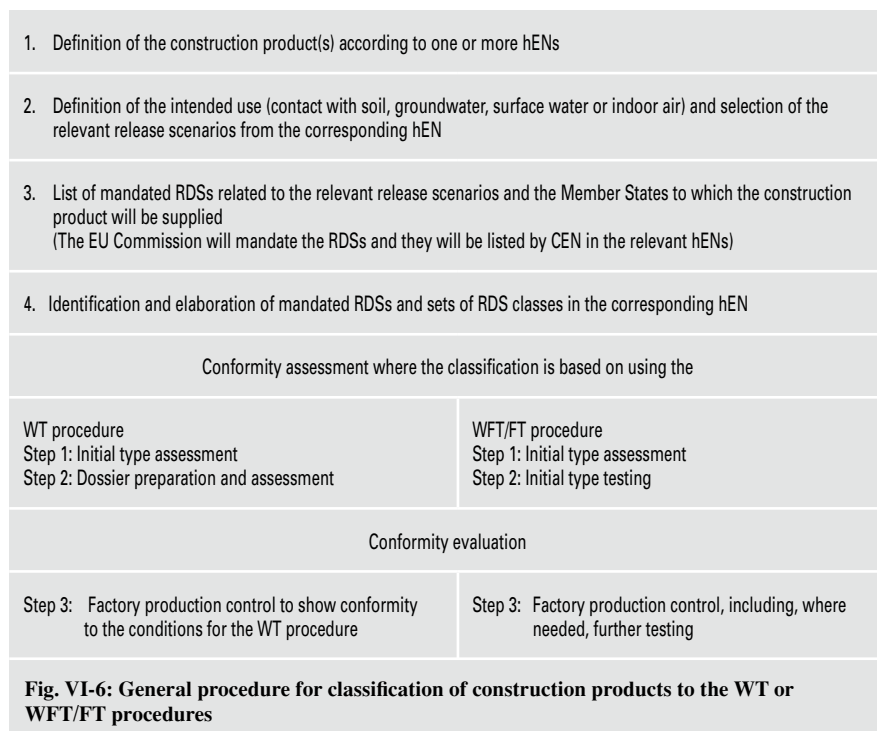 1. Definition of the construction product(s) according to one or more hENs
2. Definition of the intended use (contact with soil, groundwater, surface water or indoor air) and selection of the
relevant release scenarios from the corresponding hEN
3. List of mandated RDSs related to the relevant release scenarios and the Member States to which the construction
product will be supplied
(The EU Commission will mandate the RDSs and they will be listed by CEN in the relevant hENs)
4. Identification and elaboration of mandated RDSs and sets of RDS classes in the corresponding hEN
Conformity assessment where the classification is based on using the
WT procedure
Step 1: Initial type assessment
Step 2: Dossier preparation and assessment
WFT/FT procedure
Step 1: Initial type assessment
Step 2: Initial type testing
Conformity evaluation
Step 3: Factory production control to show conformity
to the conditions for the WT procedure
Step 3: Factory production control, including, where
needed, further testing
Fig. VI-6: General procedure for classification of construction products to the WT or
WFT/FT procedures